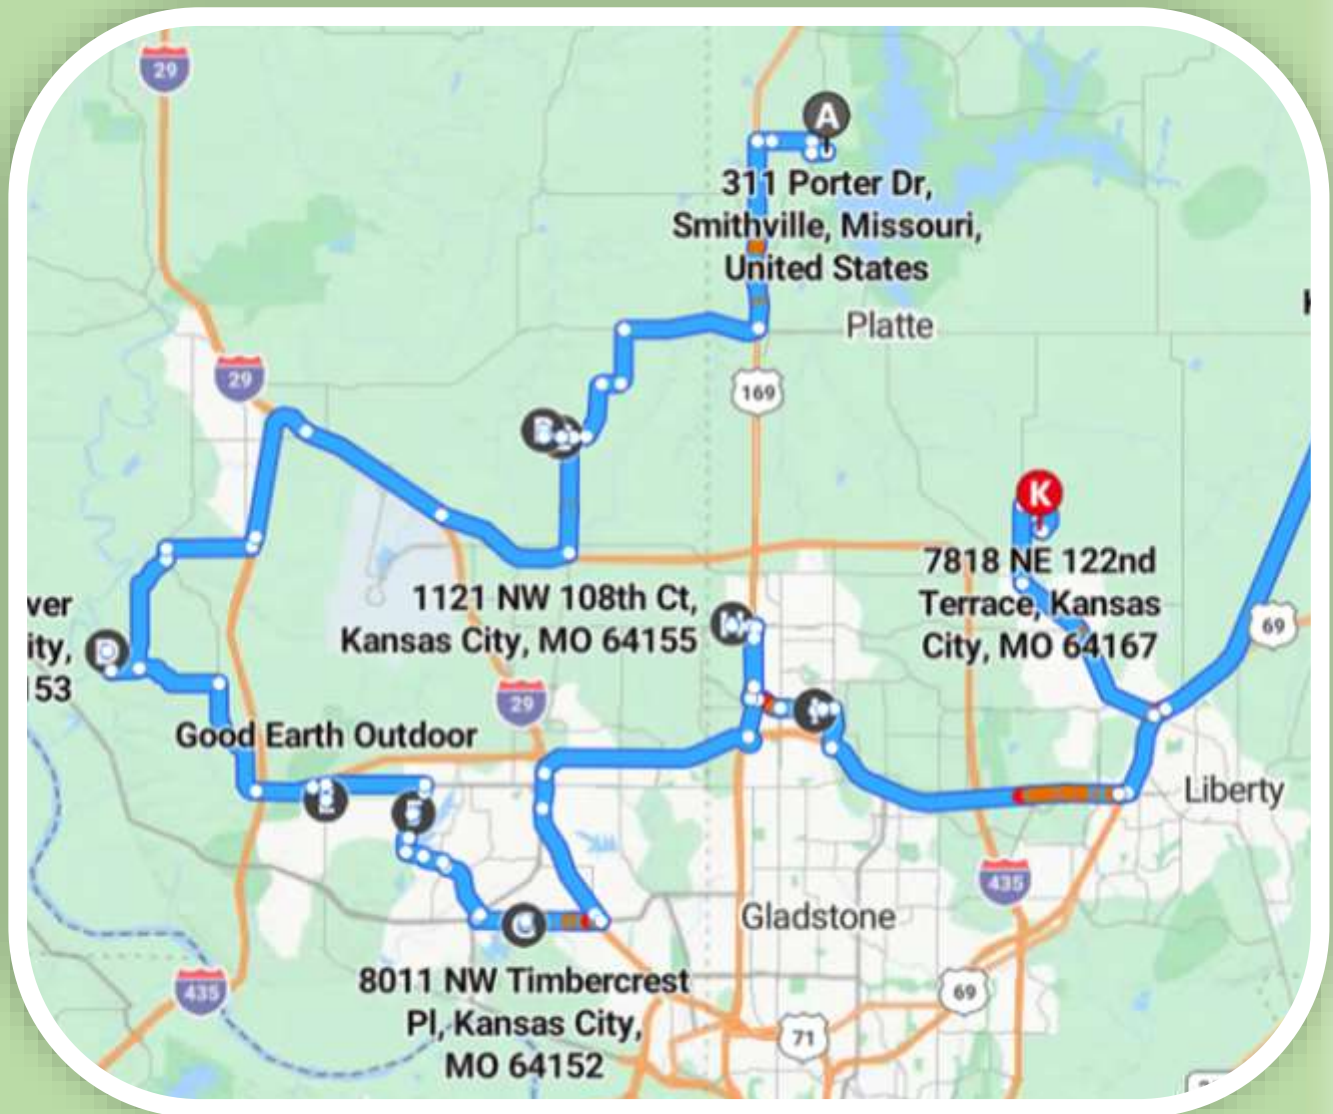 29
A
311 Porter Dr,
Smithville, Missouri,
United States
Platte
29
169
K
7818 NE 122nd
Terrace, Kansas
City, MO 64167
1121 NW 108th Ct,
Kansas City, MO 64155
69
ver
ity,
153
D
29
Good Earth Outdoor
E
Liberty
435
Gladstone
8011 NW Timbercrest
Pl, Kansas City,
MO 64152
435
69
71